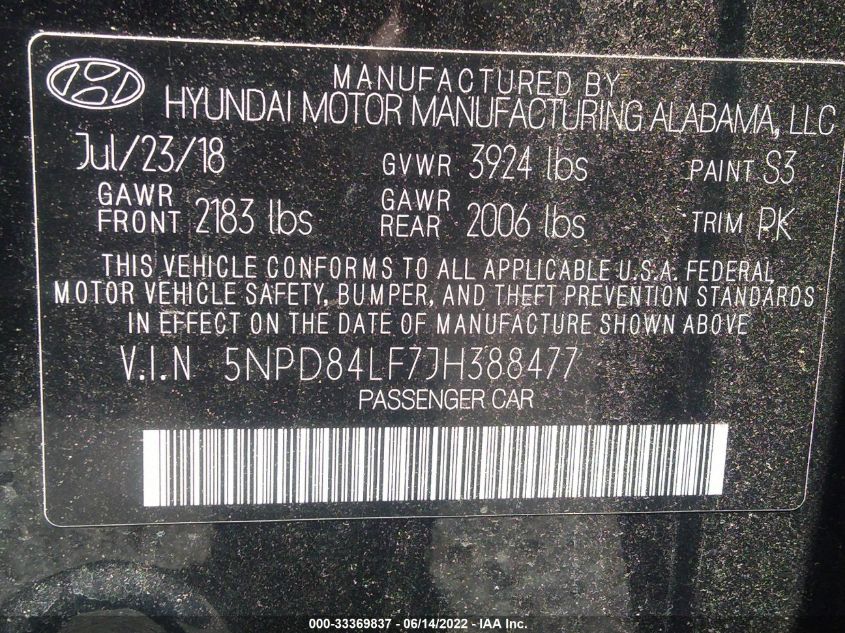 MANUFACTURED BY
HYUNDAI MOTOR MANUFACTURING ALABAMA, LLC
Jul/23/18 GVWR 3924 lbs PAINT S3
GAWR FRONT 2183 lbs GAWR REAR 2006 lbs TRIM PK
THIS VEHICLE CONFORMS TO ALL APPLICABLE U.S.A. FEDERAL
MOTOR VEHICLE SAFETY, BUMPER, AND THEFT PREVENTION STANDARDS
IN EFFECT ON THE DATE OF MANUFACTURE SHOWN ABOVE
V.I.N 5NPD84LF7JH388477
PASSENGER CAR
000-33369837 - 06/14/2022 - IAA Inc.